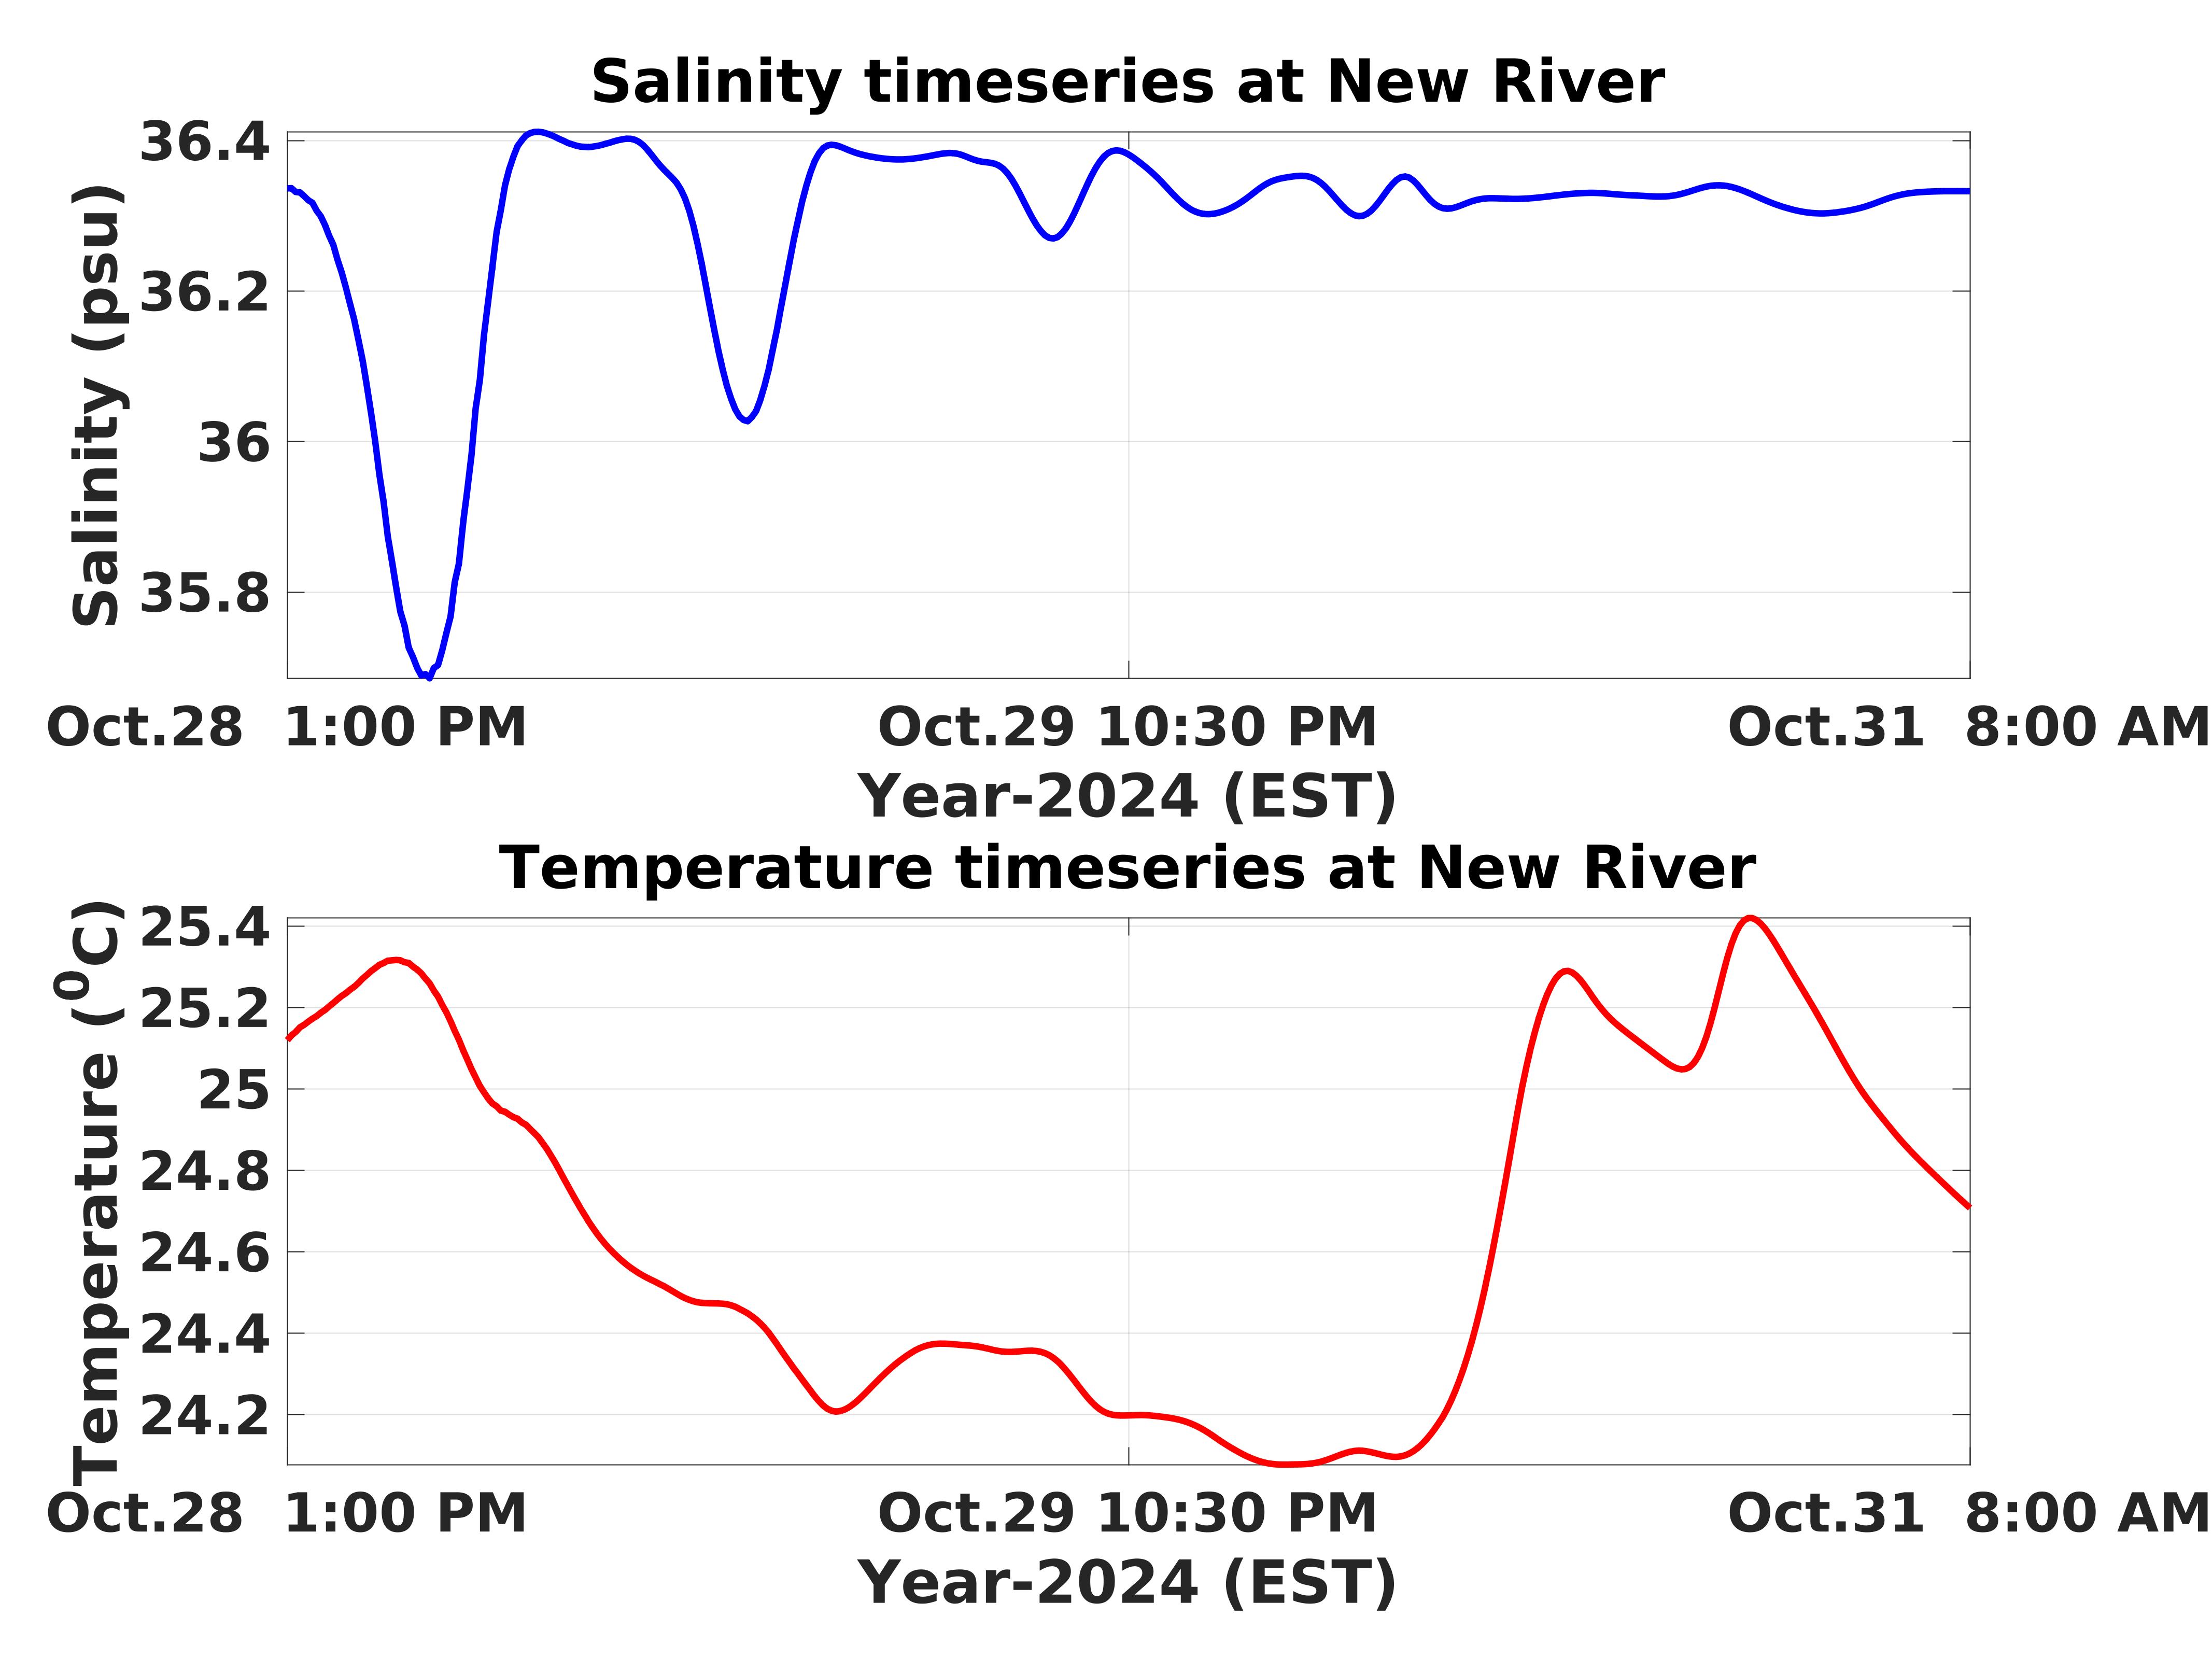 Salinity timeseries at New River
Salinity (psu)
36.4
36.2
36
35.8
Oct.28  1:00 PM
Oct.29 10:30 PM
Oct.31  8:00 AM
Year-2024 (EST)
Temperature timeseries at New River
Temperature (⁰C)
25.4
25.2
25
24.8
24.6
24.4
24.2
Oct.28  1:00 PM
Oct.29 10:30 PM
Oct.31  8:00 AM
Year-2024 (EST)